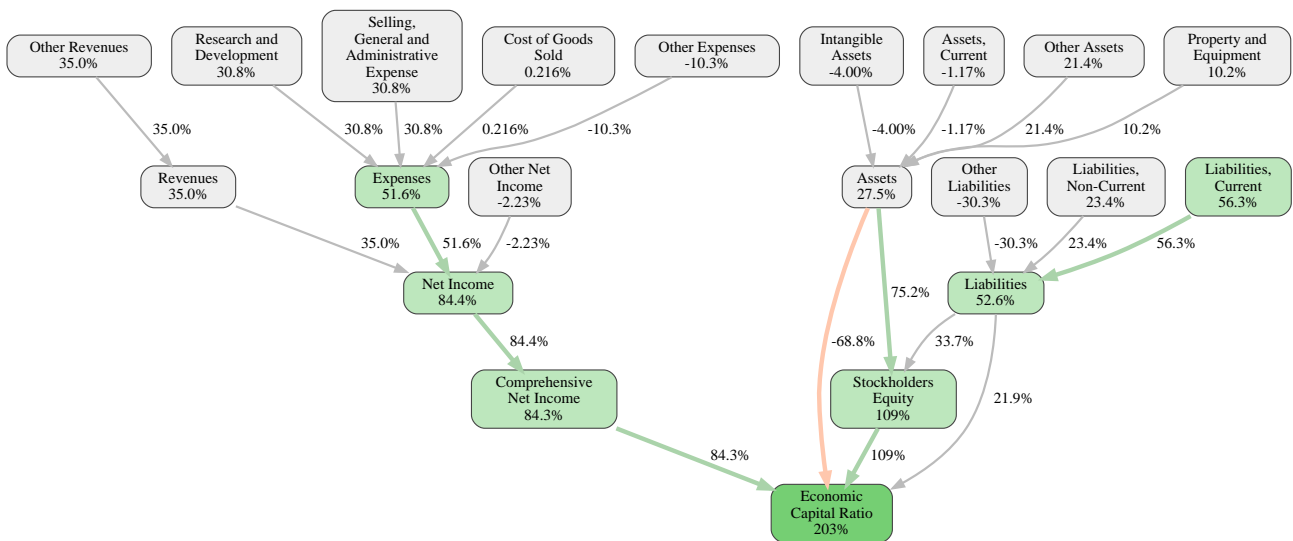 Other Revenues
35.0%
Research and
Development
30.8%
Selling,
General and
Administrative
Expense
30.8%
Cost of Goods
Sold
0.216%
Other Expenses
-10.3%
Intangible
Assets
-4.00%
Assets,
Current
-1.17%
Other Assets
21.4%
Property and
Equipment
10.2%
35.0%
30.8%
30.8%
0.216%
-10.3%
-4.00%
-1.17%
21.4%
10.2%
Revenues
35.0%
Expenses
51.6%
Other Net
Income
-2.23%
Assets
27.5%
Other
Liabilities
-30.3%
Liabilities,
Non-Current
23.4%
Liabilities,
Current
56.3%
35.0%
51.6%
-2.23%
-30.3%
23.4%
56.3%
Net Income
84.4%
75.2%
Liabilities
52.6%
84.4%
-68.8%
33.7%
Comprehensive
Net Income
84.3%
Stockholders
Equity
109%
21.9%
84.3%
109%
Economic
Capital Ratio
203%